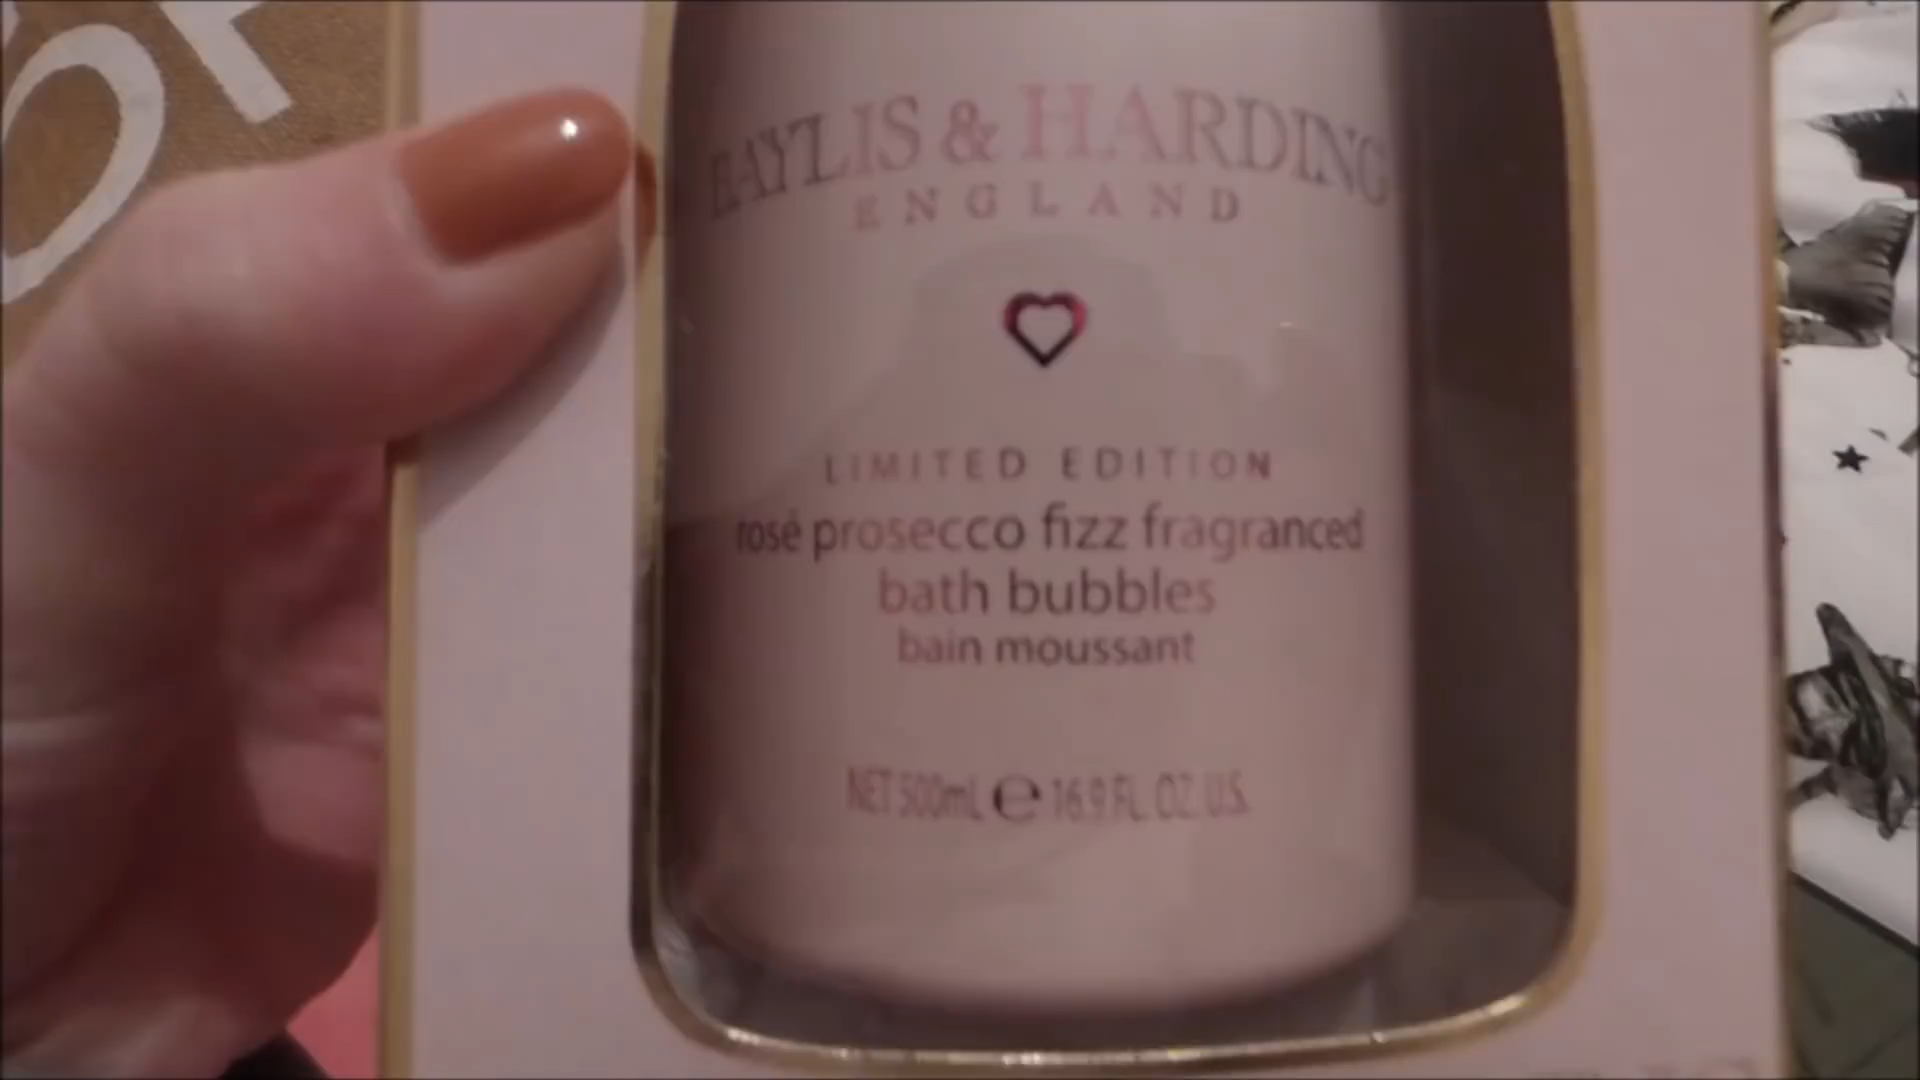 BAYLIS & HARDING
ENGLAND
LIMITED EDITION
rosé prosecco fizz fragranced
bath bubbles
bain moussant
NET 500mL e 16.9 FL. OZ. U.S.